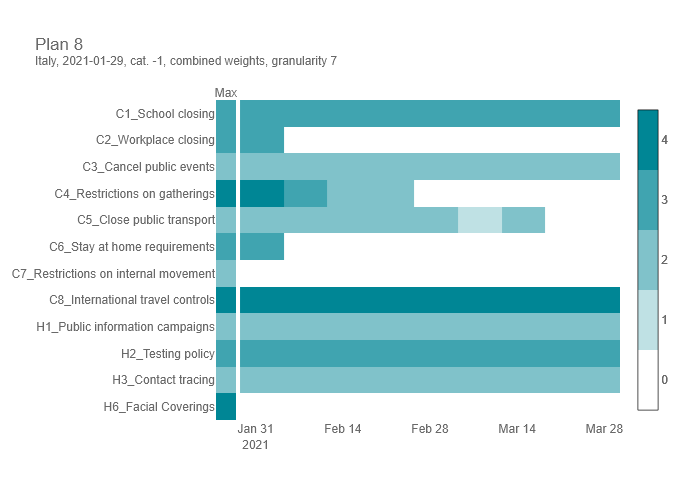 Plan 8
Italy, 2021-01-29, cat. -1, combined weights, granularity 7
Max
C1_School closing
C2_Workplace closing
C3_Cancel public events
C4_Restrictions on gatherings
C5_Close public transport
C6_Stay at home requirements
C7_Restrictions on internal movement
C8_International travel controls
H1_Public information campaigns
H2_Testing policy
H3_Contact tracing
H6_Facial Coverings
Jan 31 Feb 14 Feb 28 Mar 14 Mar 28
2021
4
3
2
1
0